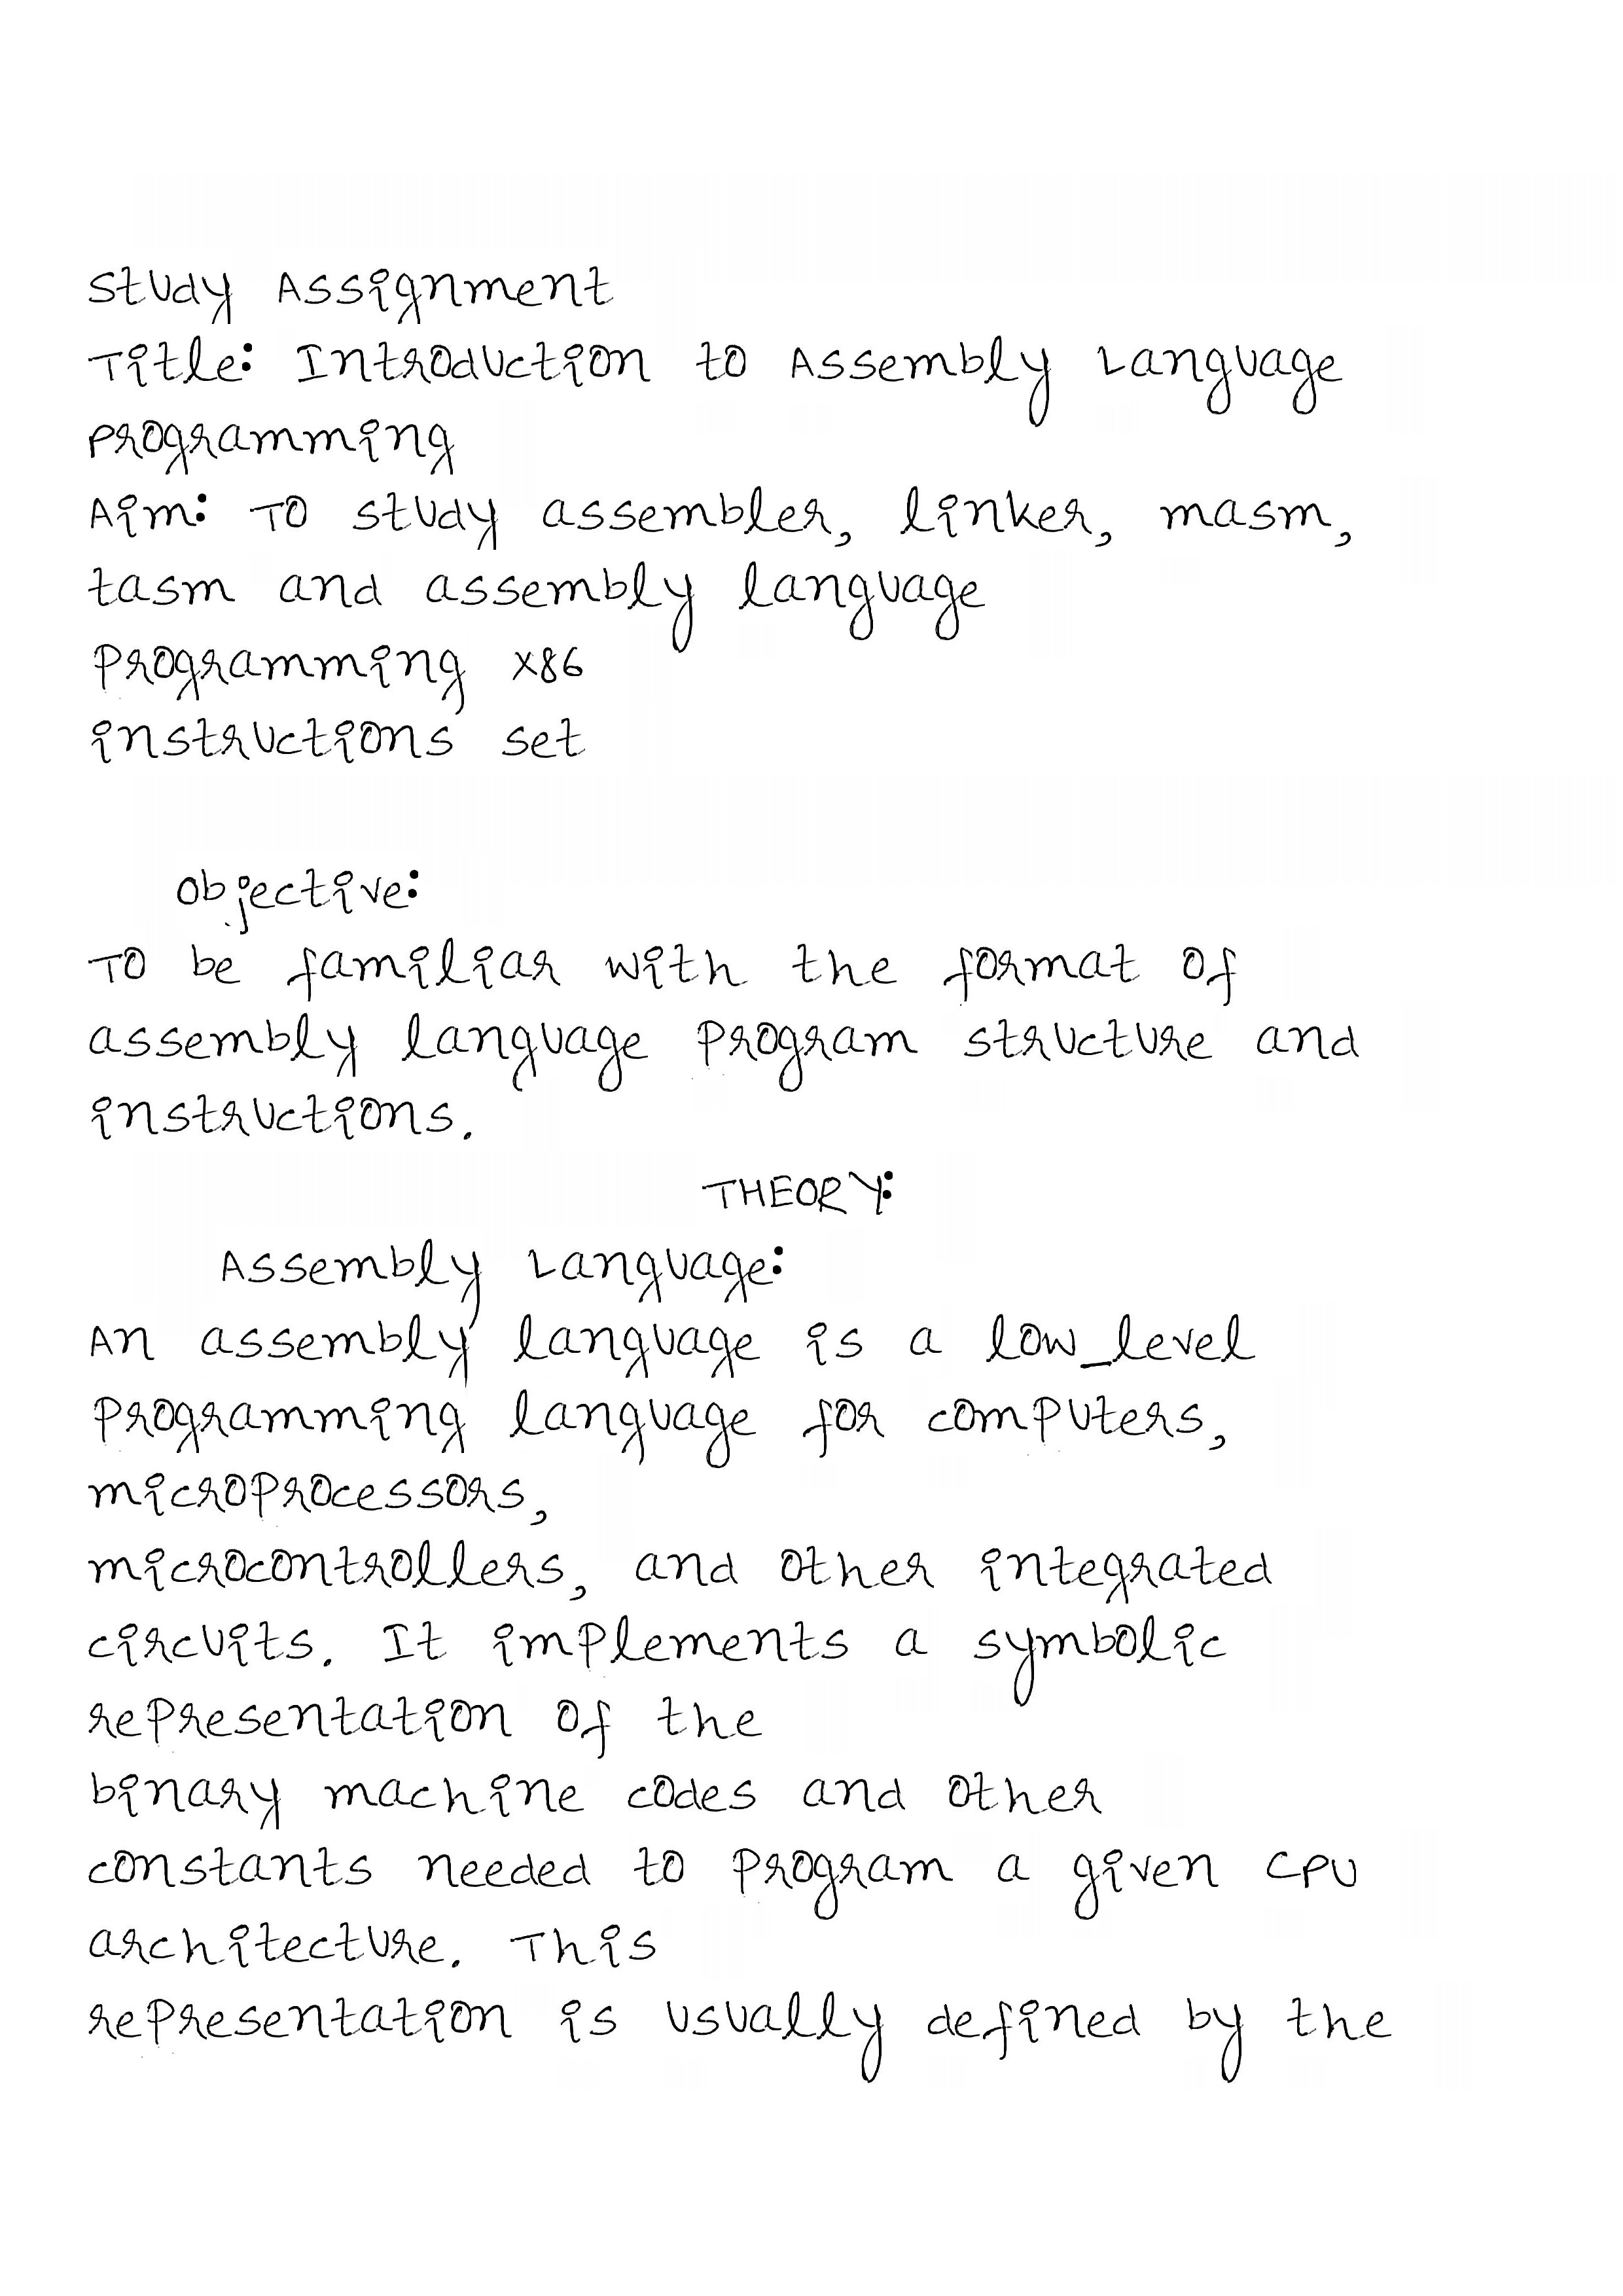 Study Assignment
Title: Introduction to Assembly Language
Programming
Aim: To study assembler, linker, masm,
tasm and assembly language
programming x86
instructions set
Objective:
To be familiar with the format of
assembly language program structure and
instructions.
THEORY:
Assembly Language:
An assembly language is a low_level
programming language for computers,
microprocessors,
microcontrollers, and other integrated
circuits. It implements a symbolic
representation of the
binary machine codes and other
constants needed to program a given CPU
architecture. This
representation is usually defined by the